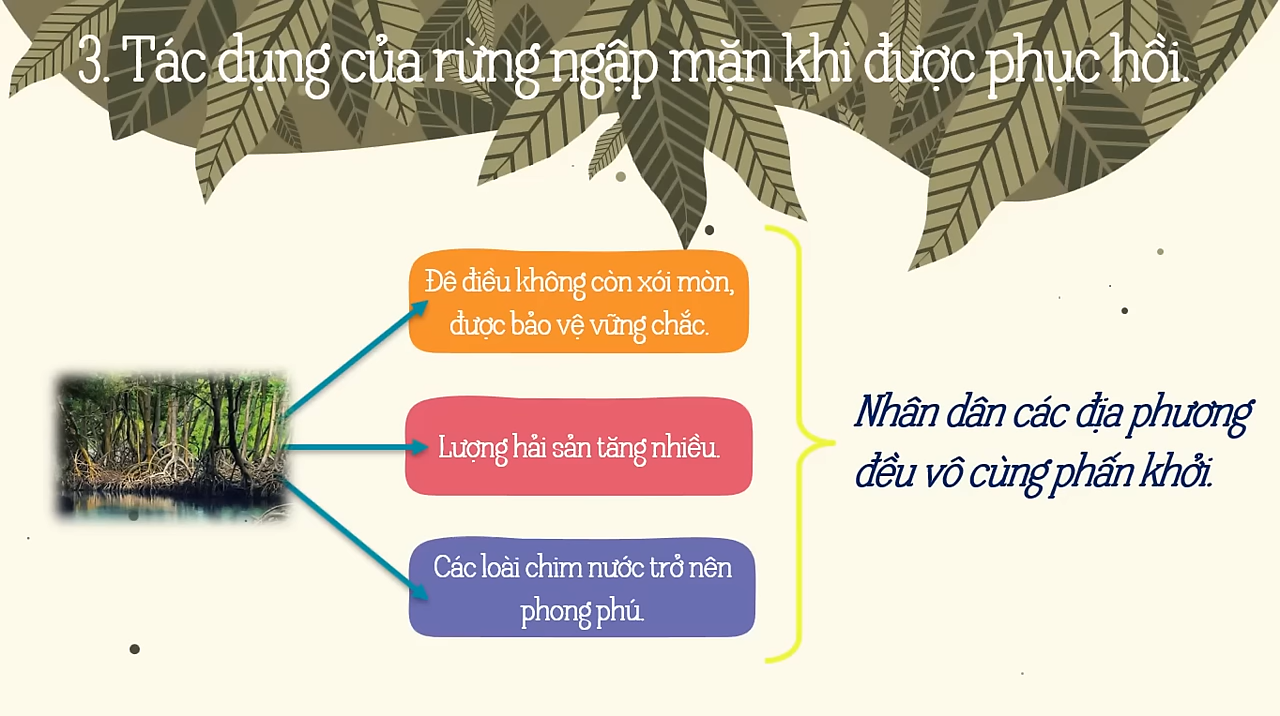 3. Tác dụng của rừng ngập mặn khi được phục hồi.
Đê điều không còn xói mòn,
được bảo vệ vững chắc.
Lượng hải sản tăng nhiều.
Các loài chim nước trở nên
phong phú.
Nhân dân các địa phương
đều vô cùng phấn khởi.